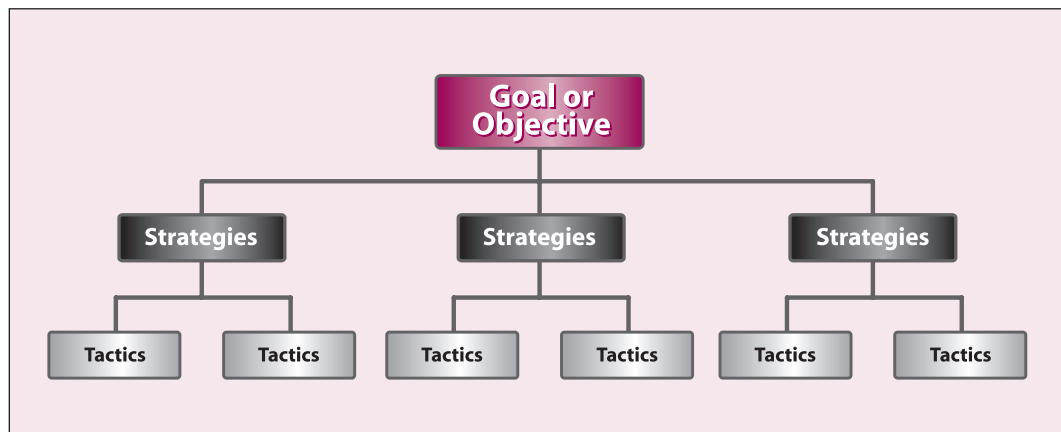 Goal or
Objective
Strategies
Strategies
Strategies
Tactics
Tactics
Tactics
Tactics
Tactics
Tactics